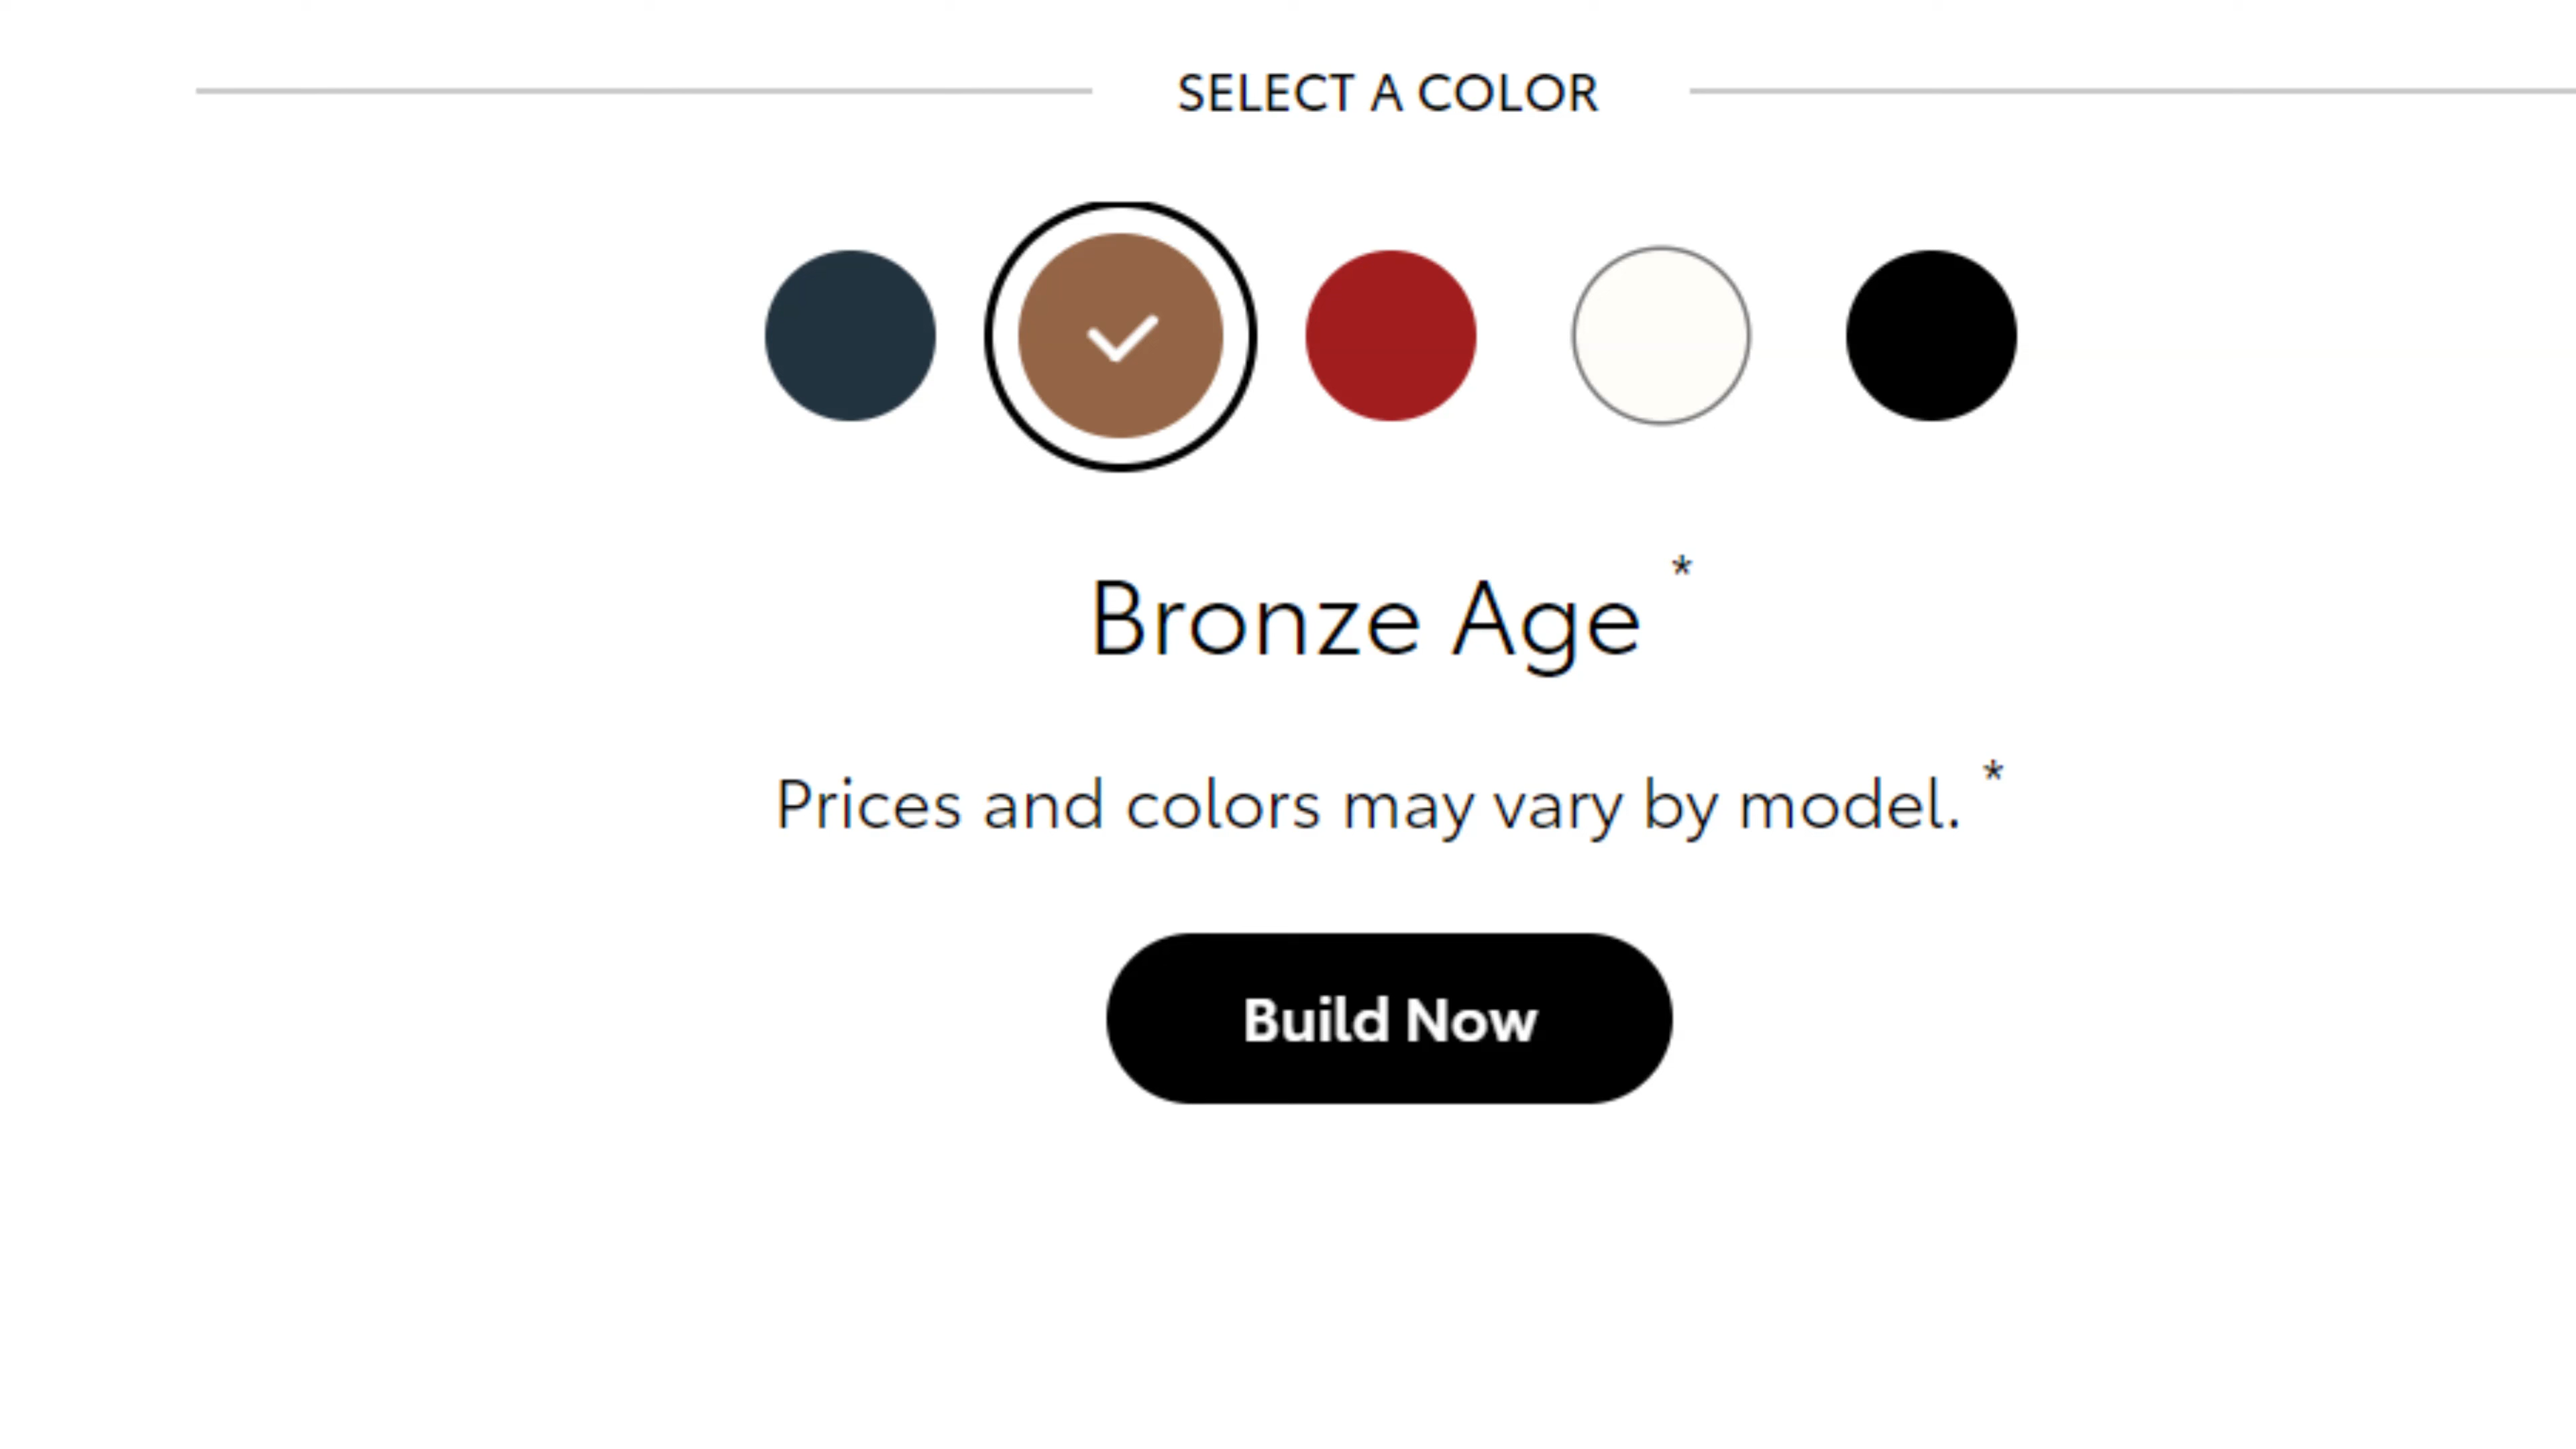 SELECT A COLOR
Bronze Age *
Prices and colors may vary by model. *
Build Now